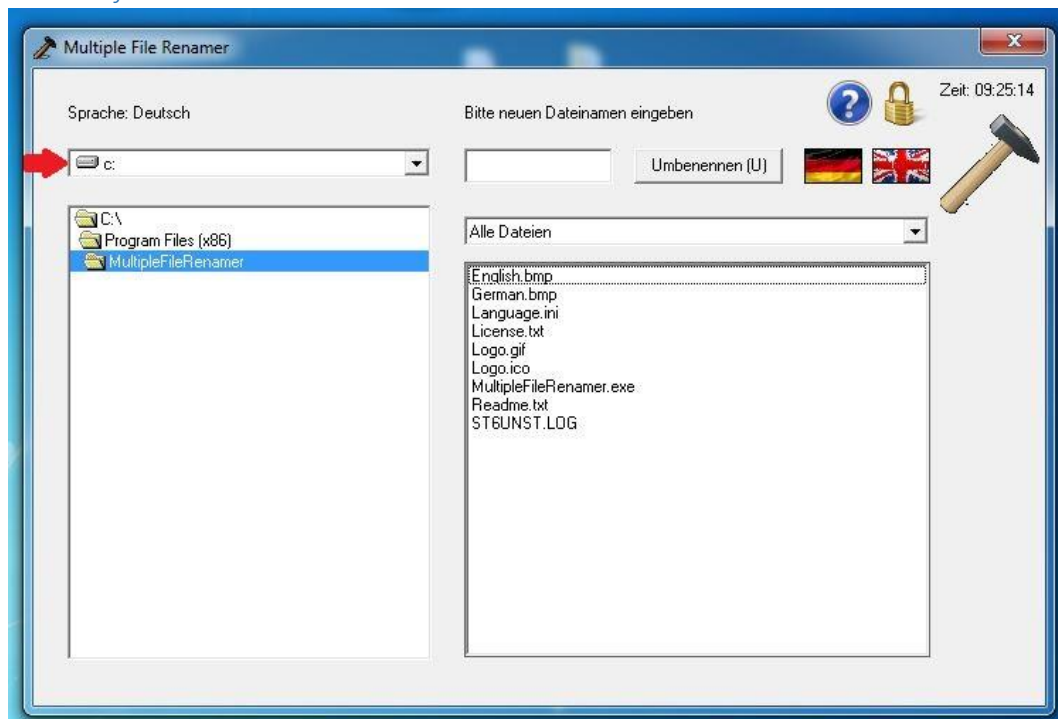 Multiple File Renamer
Zeit: 09:25:14
Sprache: Deutsch
Bitte neuen Dateinamen eingeben
c:
Umbenennen (U)
C:\
Program Files (x86)
MultipleFileRenamer
Alle Dateien
English.bmp
German.bmp
Language.ini
License.txt
Logo.gif
Logo.ico
MultipleFileRenamer.exe
Readme.txt
ST6UNST.LOG